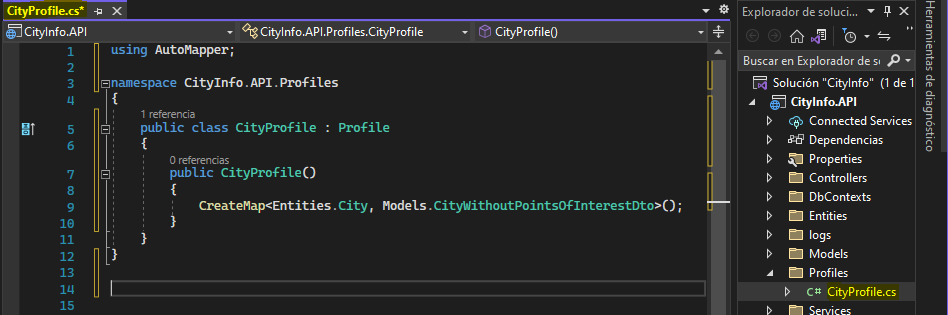 CityProfile.cs*
CityInfo.API
CityInfo.API.Profiles.CityProfile
CityProfile()
1 using AutoMapper;
2
3 namespace CityInfo.API.Profiles
4 {
1 referencia
5 public class CityProfile : Profile
6 {
0 referencias
7 public CityProfile()
8 {
9 CreateMap<Entities.City, Models.CityWithoutPointsOfInterestDto>();
10 }
11 }
12 }
13
14
15
Explorador de soluci...
Buscar en Explorador de s
Solución "CityInfo" (1 de 1
CityInfo.API
Connected Services
Dependencias
Properties
Controllers
DbContexts
Entities
logs
Models
Profiles
C# CityProfile.cs
Services
Herramientas de diagnóstico